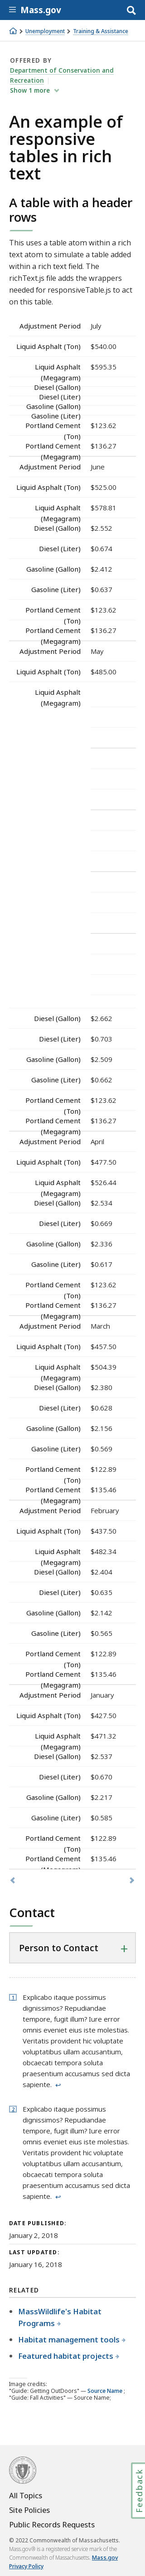 Mass.gov
Unemployment > Training & Assistance
OFFERED BY
Department of Conservation and
Recreation
Show 1 more
An example of
responsive
tables in rich
text
A table with a header
rows
This uses a table atom within a rich
text atom to simulate a table added
within a rich text field. The
richText.js file adds the wrappers
needed for responsiveTable.js to act
on this table.
Adjustment Period July
Liquid Asphalt (Ton) $540.00
Liquid Asphalt $595.35
(Megagram)
Diesel (Gallon)
Diesel (Liter)
Gasoline (Gallon)
Gasoline (Liter)
Portland Cement $123.62
(Ton)
Portland Cement $136.27
(Megagram)
Adjustment Period June
Liquid Asphalt (Ton) $525.00
Liquid Asphalt $578.81
(Megagram)
Diesel (Gallon) $2.552
Diesel (Liter) $0.674
Gasoline (Gallon) $2.412
Gasoline (Liter) $0.637
Portland Cement $123.62
(Ton)
Portland Cement $136.27
(Megagram)
Adjustment Period May
Liquid Asphalt (Ton) $485.00
Liquid Asphalt
(Megagram)
Diesel (Gallon) $2.662
Diesel (Liter) $0.703
Gasoline (Gallon) $2.509
Gasoline (Liter) $0.662
Portland Cement $123.62
(Ton)
Portland Cement $136.27
(Megagram)
Adjustment Period April
Liquid Asphalt (Ton) $477.50
Liquid Asphalt $526.44
(Megagram)
Diesel (Gallon) $2.534
Diesel (Liter) $0.669
Gasoline (Gallon) $2.336
Gasoline (Liter) $0.617
Portland Cement $123.62
(Ton)
Portland Cement $136.27
(Megagram)
Adjustment Period March
Liquid Asphalt (Ton) $457.50
Liquid Asphalt $504.39
(Megagram)
Diesel (Gallon) $2.380
Diesel (Liter) $0.628
Gasoline (Gallon) $2.156
Gasoline (Liter) $0.569
Portland Cement $122.89
(Ton)
Portland Cement $135.46
(Megagram)
Adjustment Period February
Liquid Asphalt (Ton) $437.50
Liquid Asphalt $482.34
(Megagram)
Diesel (Gallon) $2.404
Diesel (Liter) $0.635
Gasoline (Gallon) $2.142
Gasoline (Liter) $0.565
Portland Cement $122.89
(Ton)
Portland Cement $135.46
(Megagram)
Adjustment Period January
Liquid Asphalt (Ton) $427.50
Liquid Asphalt $471.32
(Megagram)
Diesel (Gallon) $2.537
Diesel (Liter) $0.670
Gasoline (Gallon) $2.217
Gasoline (Liter) $0.585
Portland Cement $122.89
(Ton)
Portland Cement $135.46
Contact
Person to Contact +
1 Explicabo itaque possimus
dignissimos? Repudiandae
tempore, fugit illum? Iure error
omnis eveniet eius iste molestias.
Veritatis provident hic voluptate
voluptatibus ullam accusantium,
obcaecati tempora soluta
praesentium accusamus sed dicta
sapiente. ↩
2 Explicabo itaque possimus
dignissimos? Repudiandae
tempore, fugit illum? Iure error
omnis eveniet eius iste molestias.
Veritatis provident hic voluptate
voluptatibus ullam accusantium,
obcaecati tempora soluta
praesentium accusamus sed dicta
sapiente. ↩
DATE PUBLISHED:
January 2, 2018
LAST UPDATED:
January 16, 2018
RELATED
• MassWildlife's Habitat
Programs
• Habitat management tools
• Featured habitat projects
Image credits:
"Guide: Getting OutDoors" — Source Name;
"Guide: Fall Activities" — Source Name;
Feedback
All Topics
Site Policies
Public Records Requests
© 2022 Commonwealth of Massachusetts.
Mass.gov® is a registered service mark of the
Commonwealth of Massachusetts. Mass.gov
Privacy Policy